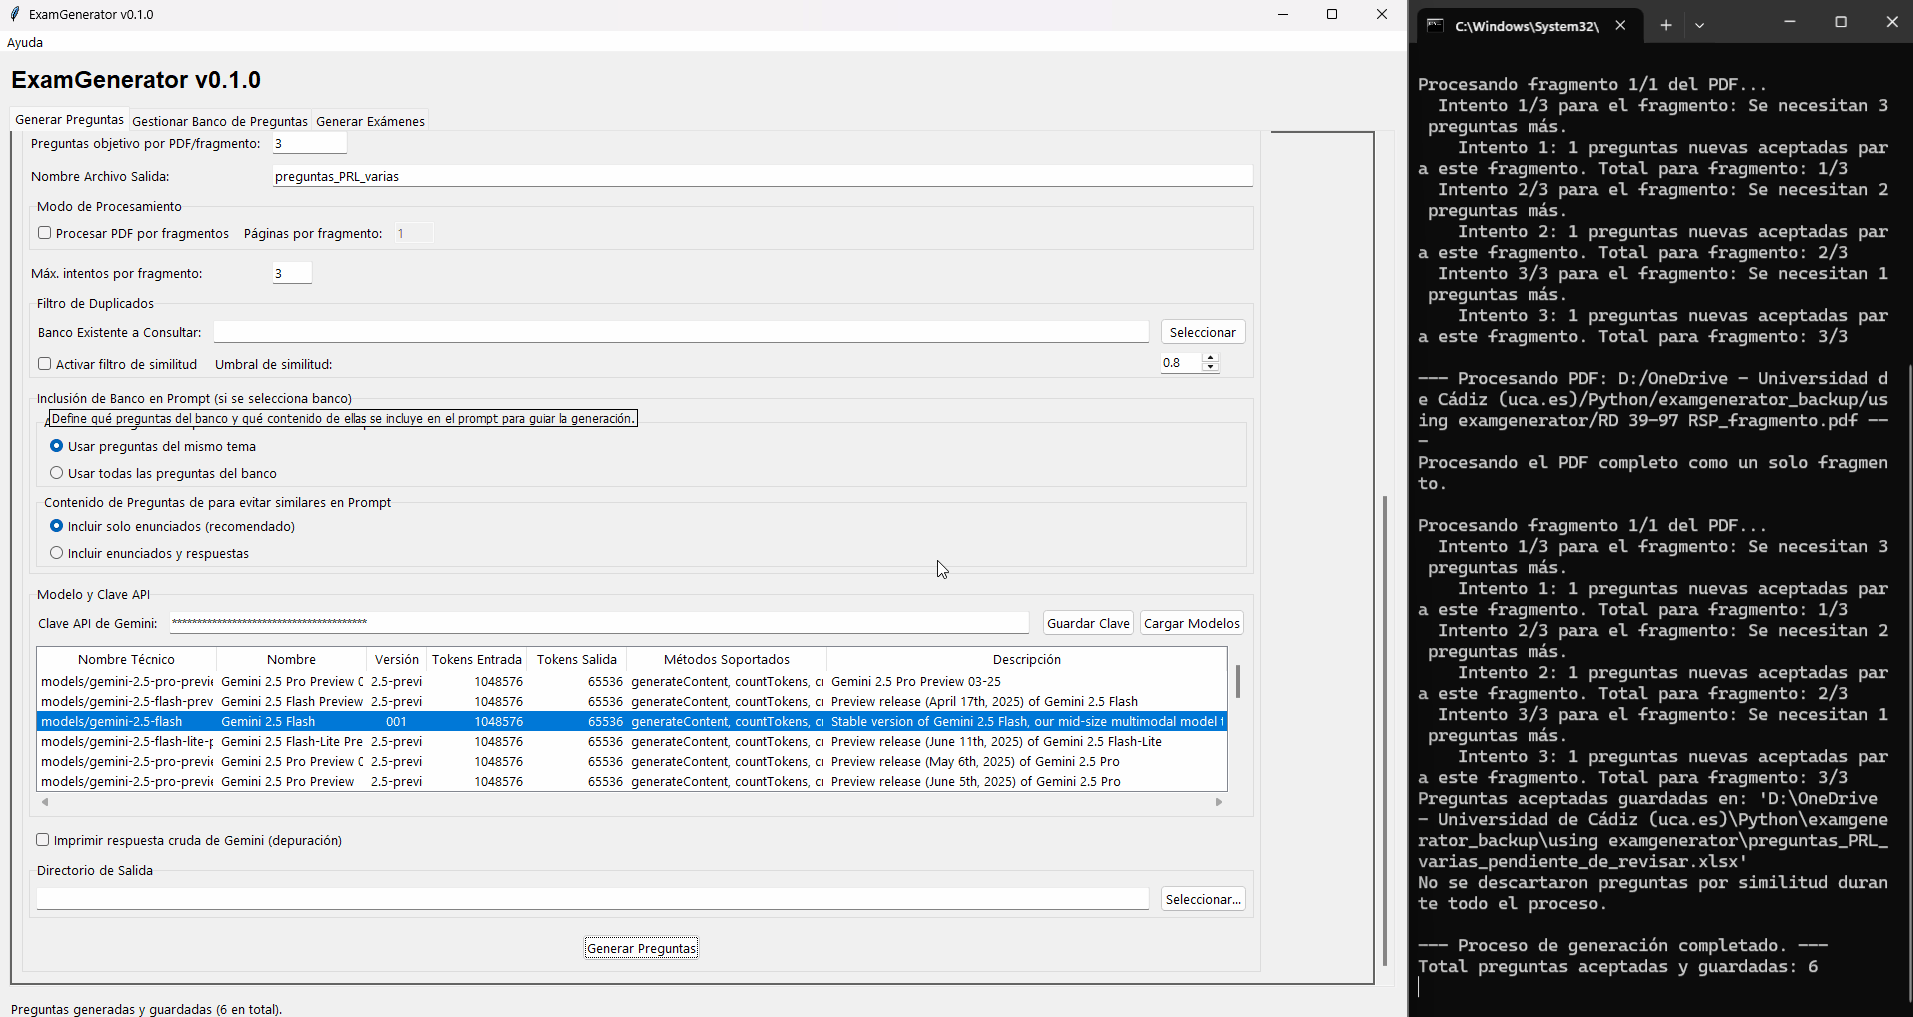 ExamGenerator v0.1.0
Ayuda
ExamGenerator v0.1.0
Generar Preguntas
Gestionar Banco de Preguntas
Generar Exámenes
Preguntas objetivo por PDF/fragmento: 3
Nombre Archivo Salida: preguntas_PRL_varias
Modo de Procesamiento
Procesar PDF por fragmentos Páginas por fragmento: 1
Máx. intentos por fragmento: 3
Filtro de Duplicados
Banco Existente a Consultar: Seleccionar
Activar filtro de similitud Umbral de similitud: 0.8
Inclusión de Banco en Prompt (si se selecciona banco)
Define qué preguntas del banco y qué contenido de ellas se incluye en el prompt para guiar la generación.
Usar preguntas del mismo tema
Usar todas las preguntas del banco
Contenido de Preguntas de para evitar similares en Prompt
Incluir solo enunciados (recomendado)
Incluir enunciados y respuestas
Modelo y Clave API
Clave API de Gemini: *************************************** Guardar Clave Cargar Modelos
Nombre Técnico Nombre Versión Tokens Entrada Tokens Salida Métodos Soportados Descripción
models/gemini-2.5-pro-previe Gemini 2.5 Pro Preview 0 2.5-previ 1048576 65536 generateContent, countTokens, cr Gemini 2.5 Pro Preview 03-25
models/gemini-2.5-flash-prev Gemini 2.5 Flash Preview 2.5-previ 1048576 65536 generateContent, countTokens, cr Preview release (April 17th, 2025) of Gemini 2.5 Flash
models/gemini-2.5-flash Gemini 2.5 Flash 001 1048576 65536 generateContent, countTokens, cr Stable version of Gemini 2.5 Flash, our mid-size multimodal model
models/gemini-2.5-flash-lite-p Gemini 2.5 Flash-Lite Pre 2.5-previ 1048576 65536 generateContent, countTokens, cr Preview release (June 11th, 2025) of Gemini 2.5 Flash-Lite
models/gemini-2.5-pro-previe Gemini 2.5 Pro Preview 0 2.5-previ 1048576 65536 generateContent, countTokens, cr Preview release (May 6th, 2025) of Gemini 2.5 Pro
models/gemini-2.5-pro-previe Gemini 2.5 Pro Preview 2.5-previ 1048576 65536 generateContent, countTokens, cr Preview release (June 5th, 2025) of Gemini 2.5 Pro
Imprimir respuesta cruda de Gemini (depuración)
Directorio de Salida
Seleccionar...
Generar Preguntas
Preguntas generadas y guardadas (6 en total).
C:\Windows\System32\
Procesando fragmento 1/1 del PDF...
Intento 1/3 para el fragmento: Se necesitan 3
preguntas más.
Intento 1: 1 preguntas nuevas aceptadas par
a este fragmento. Total para fragmento: 1/3
Intento 2/3 para el fragmento: Se necesitan 2
preguntas más.
Intento 2: 1 preguntas nuevas aceptadas par
a este fragmento. Total para fragmento: 2/3
Intento 3/3 para el fragmento: Se necesitan 1
preguntas más.
Intento 3: 1 preguntas nuevas aceptadas par
a este fragmento. Total para fragmento: 3/3
--- Procesando PDF: D:/OneDrive - Universidad d
e Cádiz (uca.es)/Python/examgenerator_backup/us
ing examgenerator/RD 39-97 RSP_fragmento.pdf --
-
Procesando el PDF completo como un solo fragmen
to.
Procesando fragmento 1/1 del PDF...
Intento 1/3 para el fragmento: Se necesitan 3
preguntas más.
Intento 1: 1 preguntas nuevas aceptadas par
a este fragmento. Total para fragmento: 1/3
Intento 2/3 para el fragmento: Se necesitan 2
preguntas más.
Intento 2: 1 preguntas nuevas aceptadas par
a este fragmento. Total para fragmento: 2/3
Intento 3/3 para el fragmento: Se necesitan 1
preguntas más.
Intento 3: 1 preguntas nuevas aceptadas par
a este fragmento. Total para fragmento: 3/3
Preguntas aceptadas guardadas en: 'D:\OneDrive
- Universidad de Cádiz (uca.es)\Python\examgene
rator_backup\using examgenerator\preguntas_PRL_
varias_pendiente_de_revisar.xlsx'
No se descartaron preguntas por similitud duran
te todo el proceso.
--- Proceso de generación completado. ---
Total preguntas aceptadas y guardadas: 6